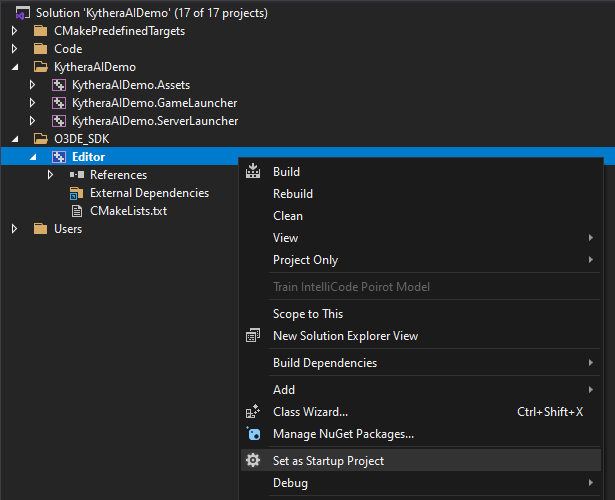 Solution 'KytheraAIDemo' (17 of 17 projects)
CMakePredefinedTargets
Code
KytheraAIDemo
KytheraAIDemo.Assets
KytheraAIDemo.GameLauncher
KytheraAIDemo.ServerLauncher
O3DE_SDK
Editor
References
External Dependencies
CMakeLists.txt
Users
Build
Rebuild
Clean
View
Project Only
Train IntelliCode Poirot Model
Scope to This
New Solution Explorer View
Build Dependencies
Add
Class Wizard... Ctrl+Shift+X
Manage NuGet Packages...
Set as Startup Project
Debug